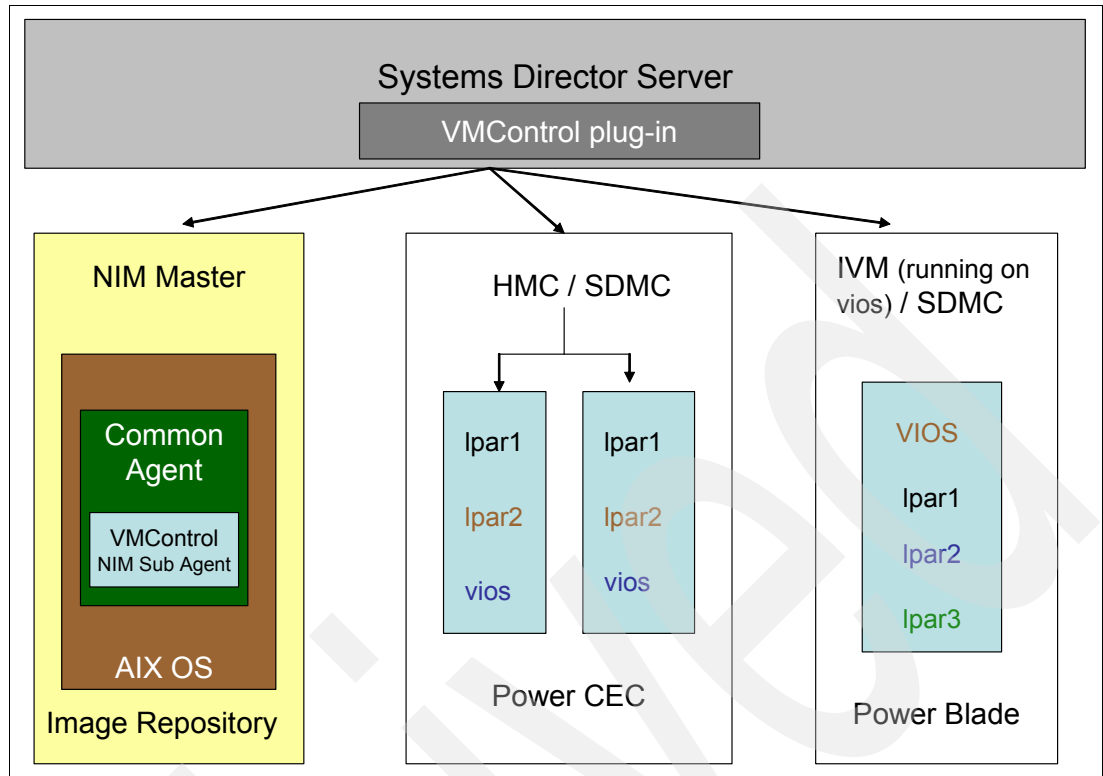 Systems Director Server
VMControl plug-in
NIM Master
Common
Agent
VMControl
NIM Sub Agent
AIX OS
Image Repository
HMC / SDMC
lpar1
lpar2
vios
lpar1
lpar2
vios
Power CEC
IVM (running on
vios) / SDMC
VIOS
lpar1
lpar2
lpar3
Power Blade